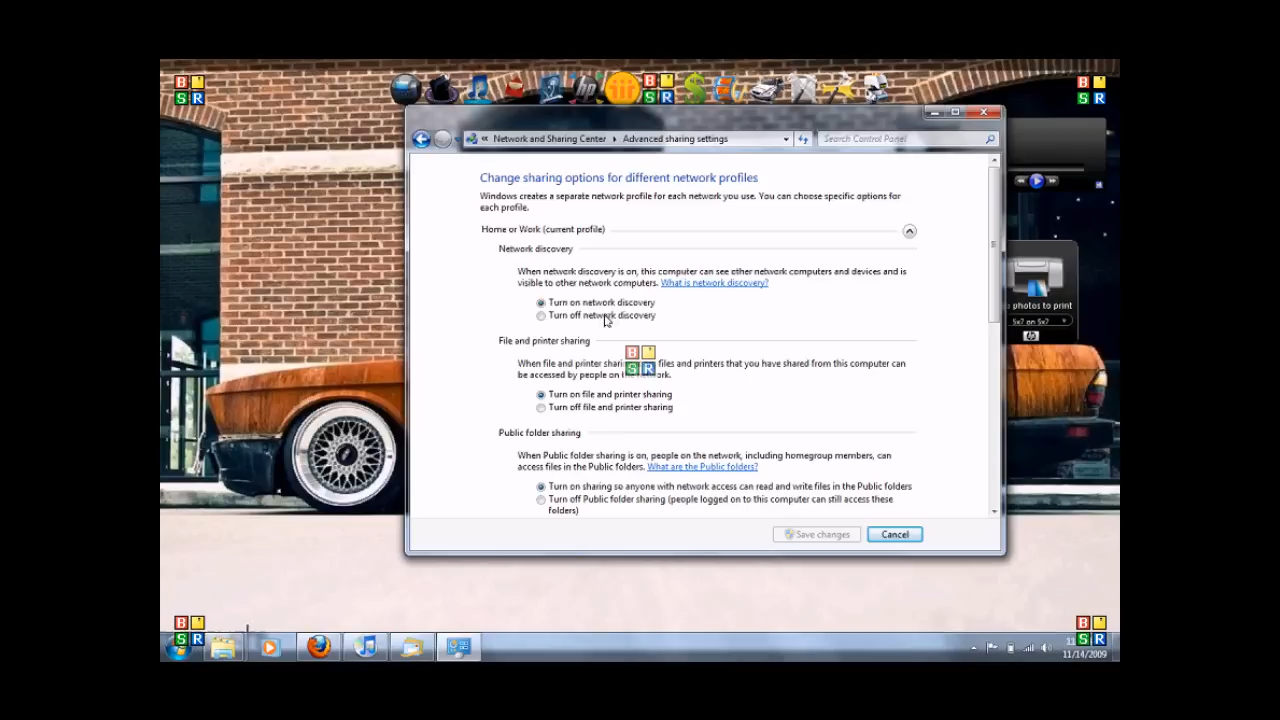 B '
S R
B '
S R
B '
S R
hp
$
Network and Sharing Center
Advanced sharing settings
Search Control Panel
Change sharing options for different network profiles
Windows creates a separate network profile for each network you use. You can choose specific options for
each profile.
Home or Work (current profile)
Network discovery
When network discovery is on, this computer can see other network computers and devices and is
visible to other network computers. What is network discovery?
Turn on network discovery
Turn off network discovery
File and printer sharing
B '
S R
When file and printer shari files and printers that you have shared from this computer can
be accessed by people on
Turn on file and printer sharing
Turn off file and printer sharing
Public folder sharing
When Public folder sharing is on, people on the network, including homegroup members, can
access files in the Public folders. What are the Public folders?
Turn on sharing so anyone with network access can read and write files in the Public folders
Turn off Public folder sharing (people logged on to this computer can still access these
folders)
Save changes
Cancel
photos to print
5x7 on 5x7
hp
B '
S R
B '
S R
11/14/2009